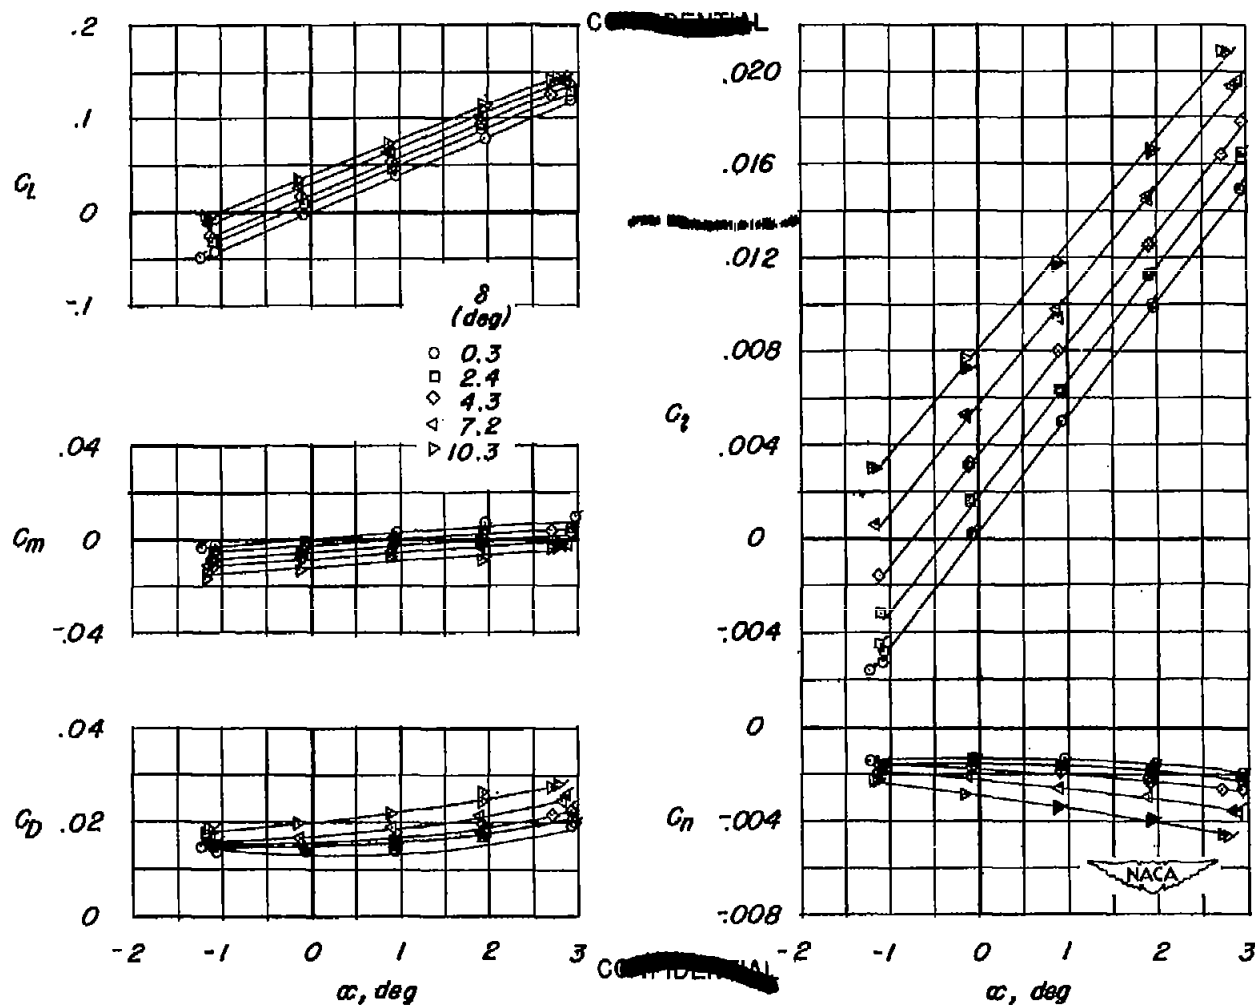 CONFIDENTIAL
.2
.1
0
-.1
C_L
δ
(deg)
○ 0.3
□ 2.4
◇ 4.3
◁ 7.2
▷ 10.3
.04
0
-.04
C_m
.04
.02
0
C_D
-2 -1 0 1 2 3
α, deg
.020
.016
.012
.008
.004
0
-.004
C_l
0
-.004
-.008
C_n
NACA
-2 -1 0 1 2 3
α, deg
CONFIDENTIAL